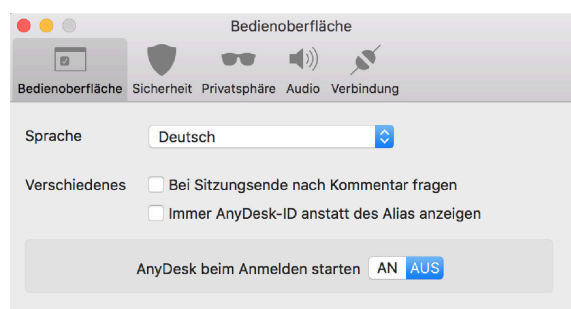 Bedienoberfläche
Bedienoberfläche Sicherheit Privatsphäre Audio Verbindung
Sprache Deutsch
Verschiedenes Bei Sitzungsende nach Kommentar fragen
Immer AnyDesk-ID anstatt des Alias anzeigen
AnyDesk beim Anmelden starten AN AUS